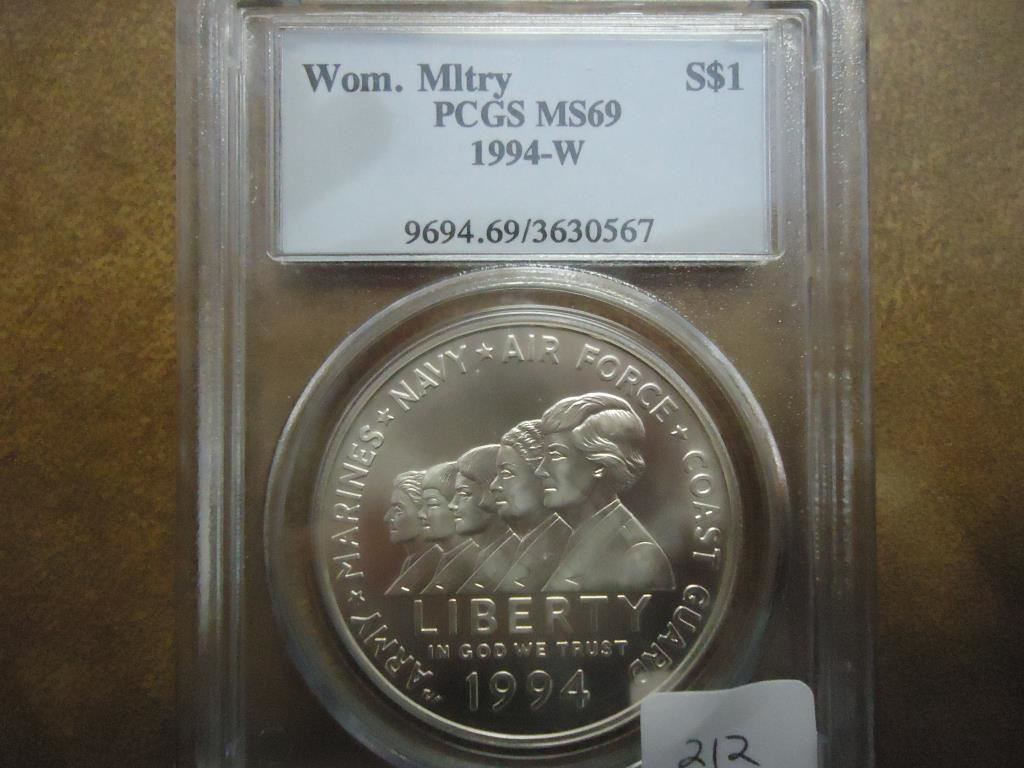 Wom. Mltry S$1
PCGS MS69
1994-W
9694.69/3630567
ARMY ★ MARINES ★ NAVY ★ AIR FORCE ★ COAST GUARD
LIBERTY
IN GOD WE TRUST
1994
212